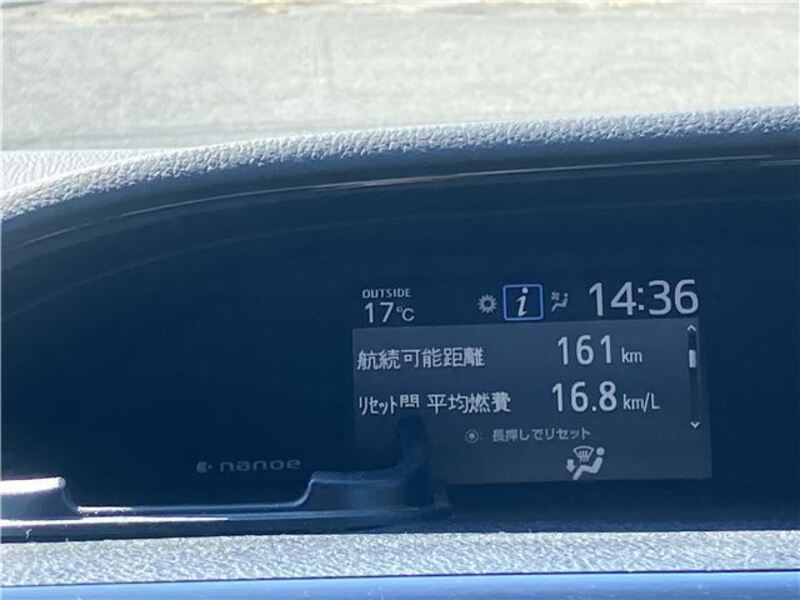 OUTSIDE
17℃
14:36
航続可能距離 161 km
リセット間 平均燃費 16.8 km/L
長押しでリセット
nanoe